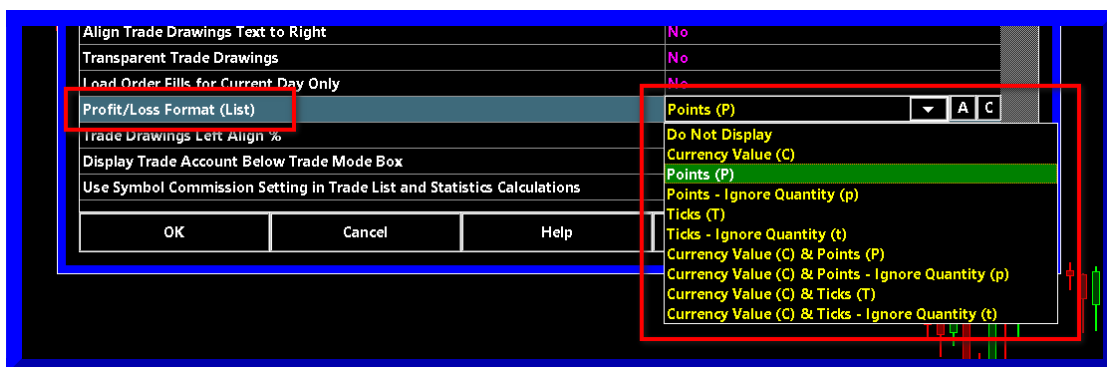 Align Trade Drawings Text to Right No
Transparent Trade Drawings No
Load Order Fills for Current Day Only No
Profit/Loss Format (List) Points (P) A C
Trade Drawings Left Align %
Display Trade Account Below Trade Mode Box
Use Symbol Commission Setting in Trade List and Statistics Calculations
OK Cancel Help
Do Not Display
Currency Value (C)
Points (P)
Points - Ignore Quantity (p)
Ticks (T)
Ticks - Ignore Quantity (t)
Currency Value (C) & Points (P)
Currency Value (C) & Points - Ignore Quantity (p)
Currency Value (C) & Ticks (T)
Currency Value (C) & Ticks - Ignore Quantity (t)